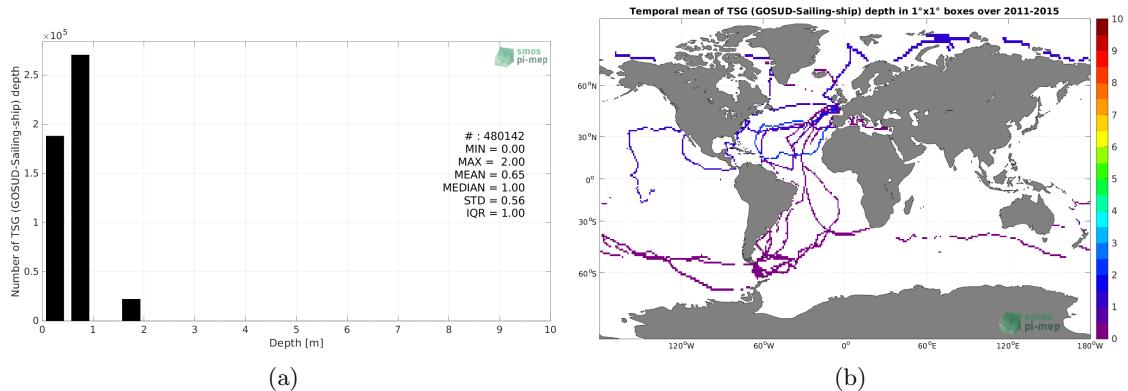 ×10^5
smos
pi-mep
2.5
2
1.5
1
0.5
0
Number of TSG (GOSUD-Sailing-ship) depth
# : 480142
MIN = 0.00
MAX = 2.00
MEAN = 0.65
MEDIAN = 1.00
STD = 0.56
IQR = 1.00
0 1 2 3 4 5 6 7 8 9 10
Depth [m]
(a)
Temporal mean of TSG (GOSUD-Sailing-ship) depth in 1°x1° boxes over 2011-2015
60°N
30°N
0°
30°S
60°S
120°W 60°W 0° 60°E 120°E 180°W
smos
pi-mep
10
9
8
7
6
5
4
3
2
1
0
(b)